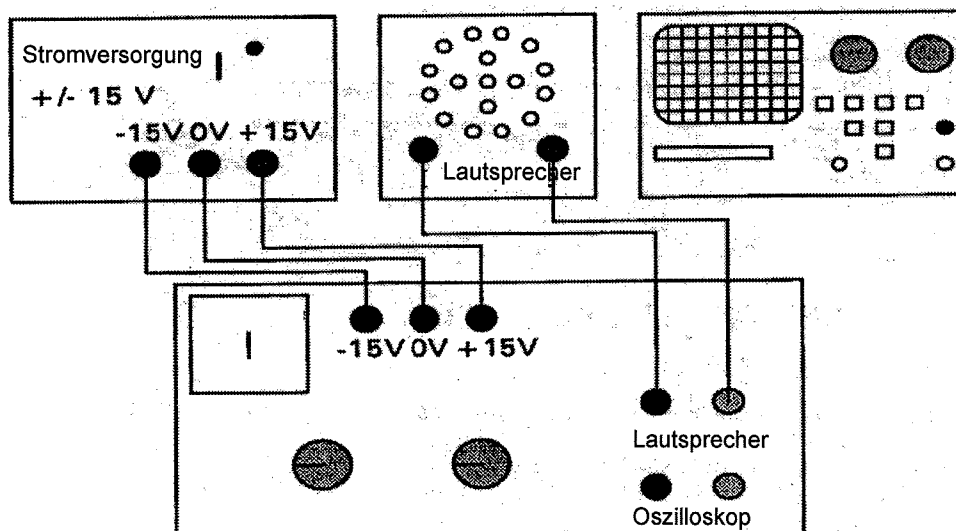 Stromversorgung
+/- 15 V
-15V 0V +15V
Lautsprecher
-15V 0V +15V
Lautsprecher
Oszilloskop